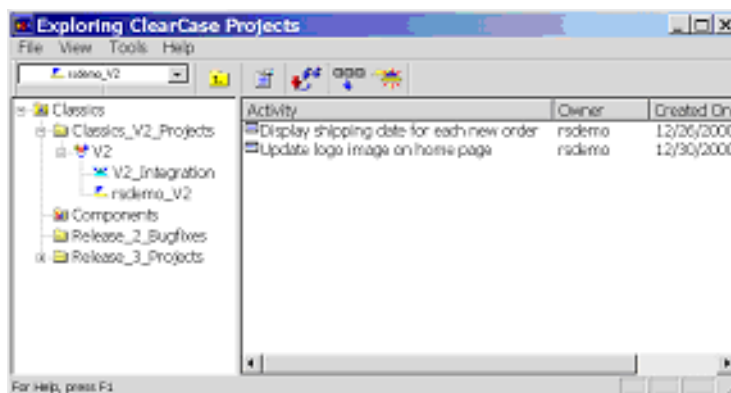 Exploring ClearCase Projects
File View Tools Help
rsdemo_V2
Classics
Classics_V2_Projects
V2
V2_Integration
rsdemo_V2
Components
Release_2_Bugfixes
Release_3_Projects
Activity Owner Created On
Display shipping date for each new order rsdemo 12/26/2000
Update logo image on home page rsdemo 12/30/2000
For Help, press F1